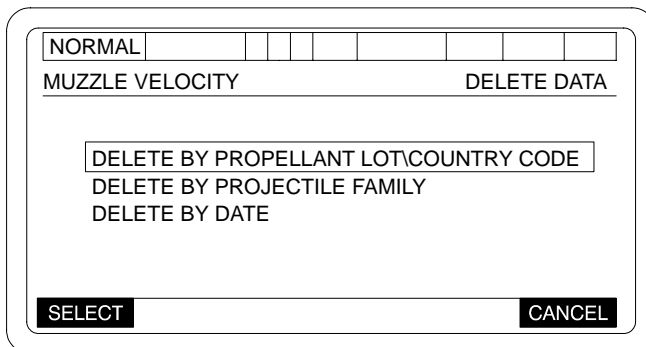 NORMAL
MUZZLE VELOCITY DELETE DATA
DELETE BY PROPELLANT LOT\COUNTRY CODE
DELETE BY PROJECTILE FAMILY
DELETE BY DATE
SELECT CANCEL